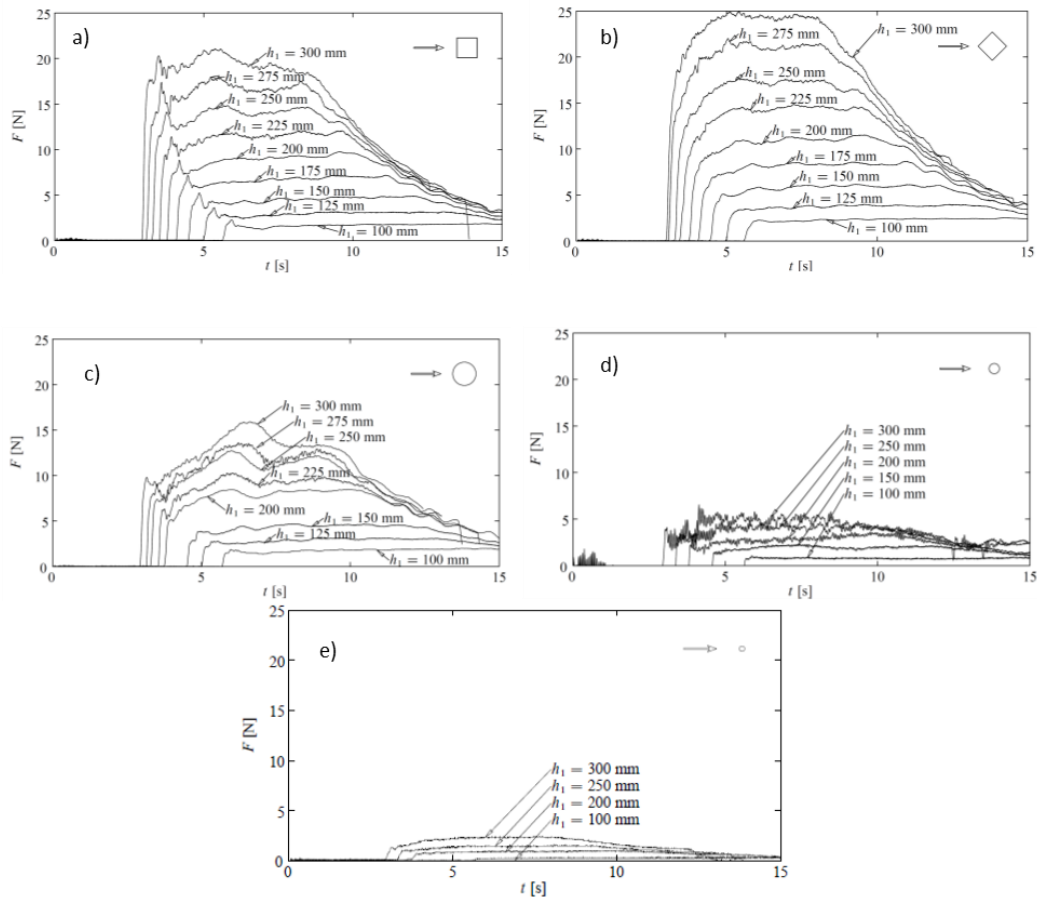 a)
25
20
15
10
5
0
F [N]
h₁ = 300 mm
h₁ = 275 mm
h₁ = 250 mm
h₁ = 225 mm
h₁ = 200 mm
h₁ = 175 mm
h₁ = 150 mm
h₁ = 125 mm
h₁ = 100 mm
0 5 10 15
t [s]
b)
25
20
15
10
5
0
F [N]
h₁ = 300 mm
h₁ = 275 mm
h₁ = 250 mm
h₁ = 225 mm
h₁ = 200 mm
h₁ = 175 mm
h₁ = 150 mm
h₁ = 125 mm
h₁ = 100 mm
0 5 10 15
t [s]
c)
25
20
15
10
5
0
F [N]
h₁ = 300 mm
h₁ = 275 mm
h₁ = 250 mm
h₁ = 225 mm
h₁ = 200 mm
h₁ = 150 mm
h₁ = 125 mm
h₁ = 100 mm
0 5 10 15
t [s]
d)
25
20
15
10
5
0
F [N]
h₁ = 300 mm
h₁ = 250 mm
h₁ = 200 mm
h₁ = 150 mm
h₁ = 100 mm
0 5 10 15
t [s]
e)
25
20
15
10
5
0
F [N]
h₁ = 300 mm
h₁ = 250 mm
h₁ = 200 mm
h₁ = 100 mm
0 5 10 15
t [s]